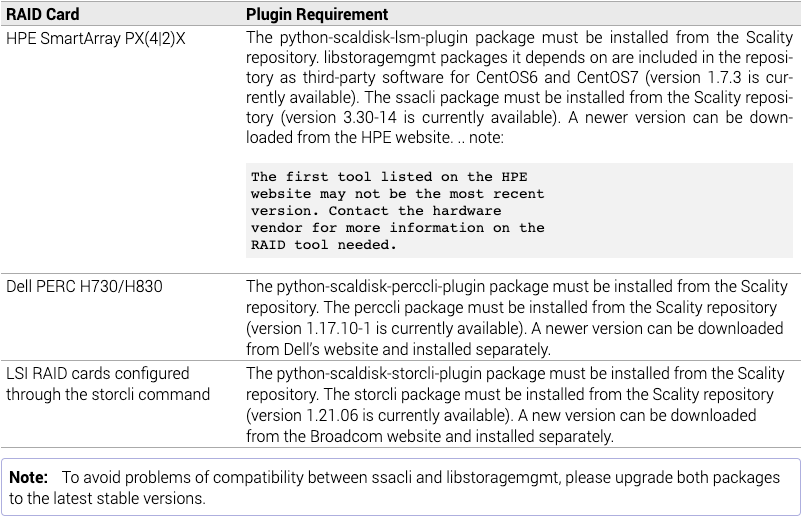 RAID Card Plugin Requirement
HPE SmartArray PX(4|2)X
The python-scaldisk-lsm-plugin package must be installed from the Scality
repository. libstoragemgmt packages it depends on are included in the reposi-
tory as third-party software for CentOS6 and CentOS7 (version 1.7.3 is cur-
rently available). The ssacli package must be installed from the Scality reposi-
tory (version 3.30-14 is currently available). A newer version can be down-
loaded from the HPE website. .. note:
The first tool listed on the HPE
website may not be the most recent
version. Contact the hardware
vendor for more information on the
RAID tool needed.
Dell PERC H730/H830
The python-scaldisk-perccli-plugin package must be installed from the Scality
repository. The perccli package must be installed from the Scality repository
(version 1.17.10-1 is currently available). A newer version can be downloaded
from Dell's website and installed separately.
LSI RAID cards configured
through the storcli command
The python-scaldisk-storcli-plugin package must be installed from the Scality
repository. The storcli package must be installed from the Scality repository
(version 1.21.06 is currently available). A new version can be downloaded
from the Broadcom website and installed separately.
Note: To avoid problems of compatibility between ssacli and libstoragemgmt, please upgrade both packages
to the latest stable versions.